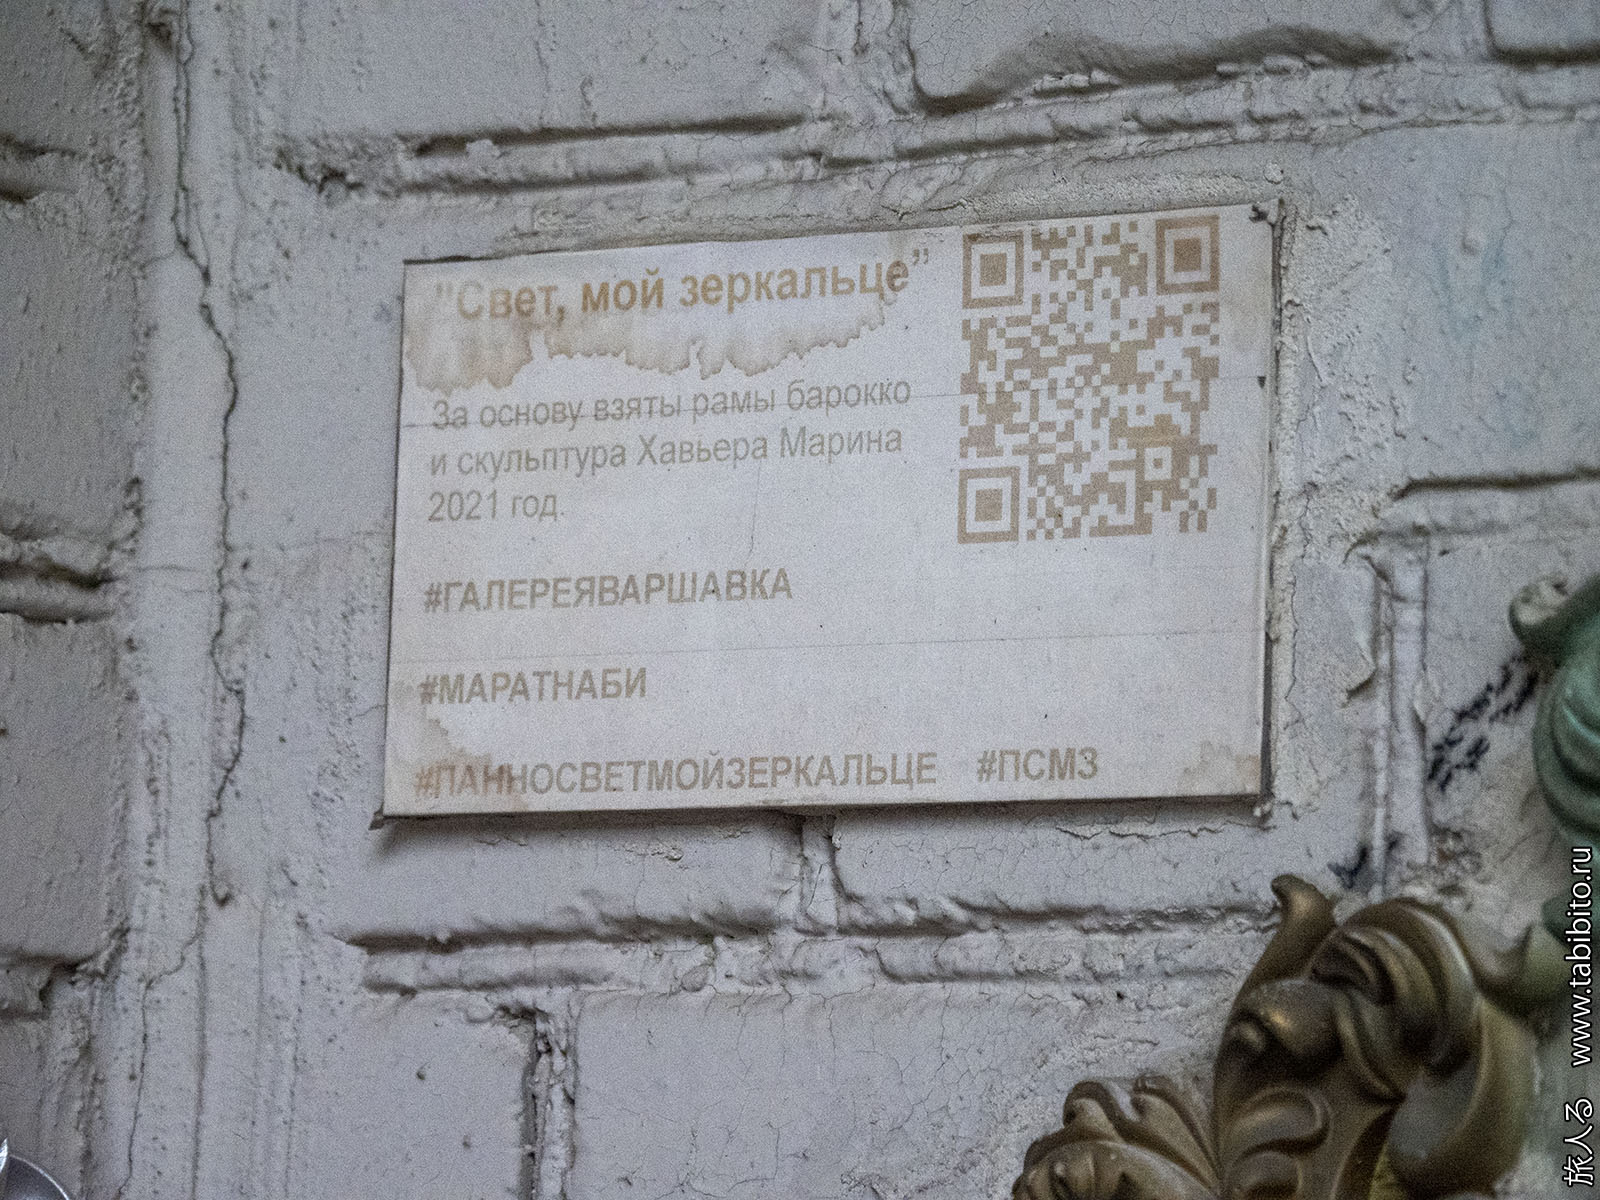 "Свет, мой зеркальце”
За основу взяты рамы барокко
и скульптура Хавьера Марина
2021 год.
#ГАЛЕРЕЯВАРШАВКА
#МАРАТНАБИ
#ПАННОСВЕТМОЙЗЕРКАЛЬЦЕ #ПСМЗ
旅人る www.tabibito.ru